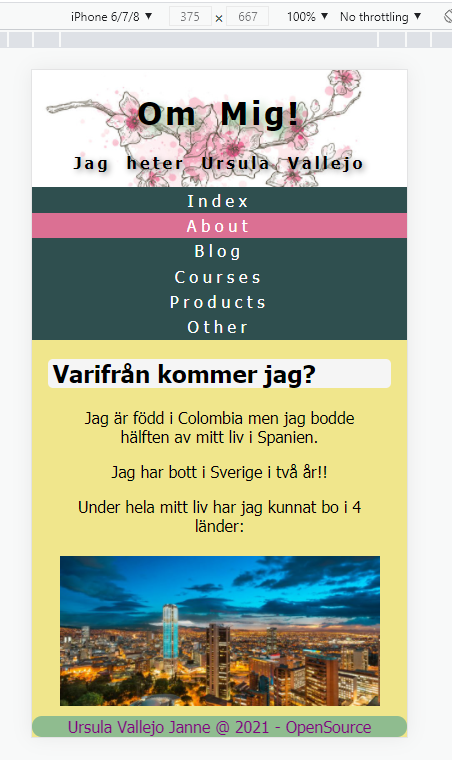 iPhone 6/7/8 ▼ 375 × 667 100% ▼ No throttling ▼
Om Mig!
Jag heter Ursula Vallejo
Index
About
Blog
Courses
Products
Other
Varifrån kommer jag?
Jag är född i Colombia men jag bodde
hälften av mitt liv i Spanien.
Jag har bott i Sverige i två år!!
Under hela mitt liv har jag kunnat bo i 4
länder:
Ursula Vallejo Janne @ 2021 - OpenSource